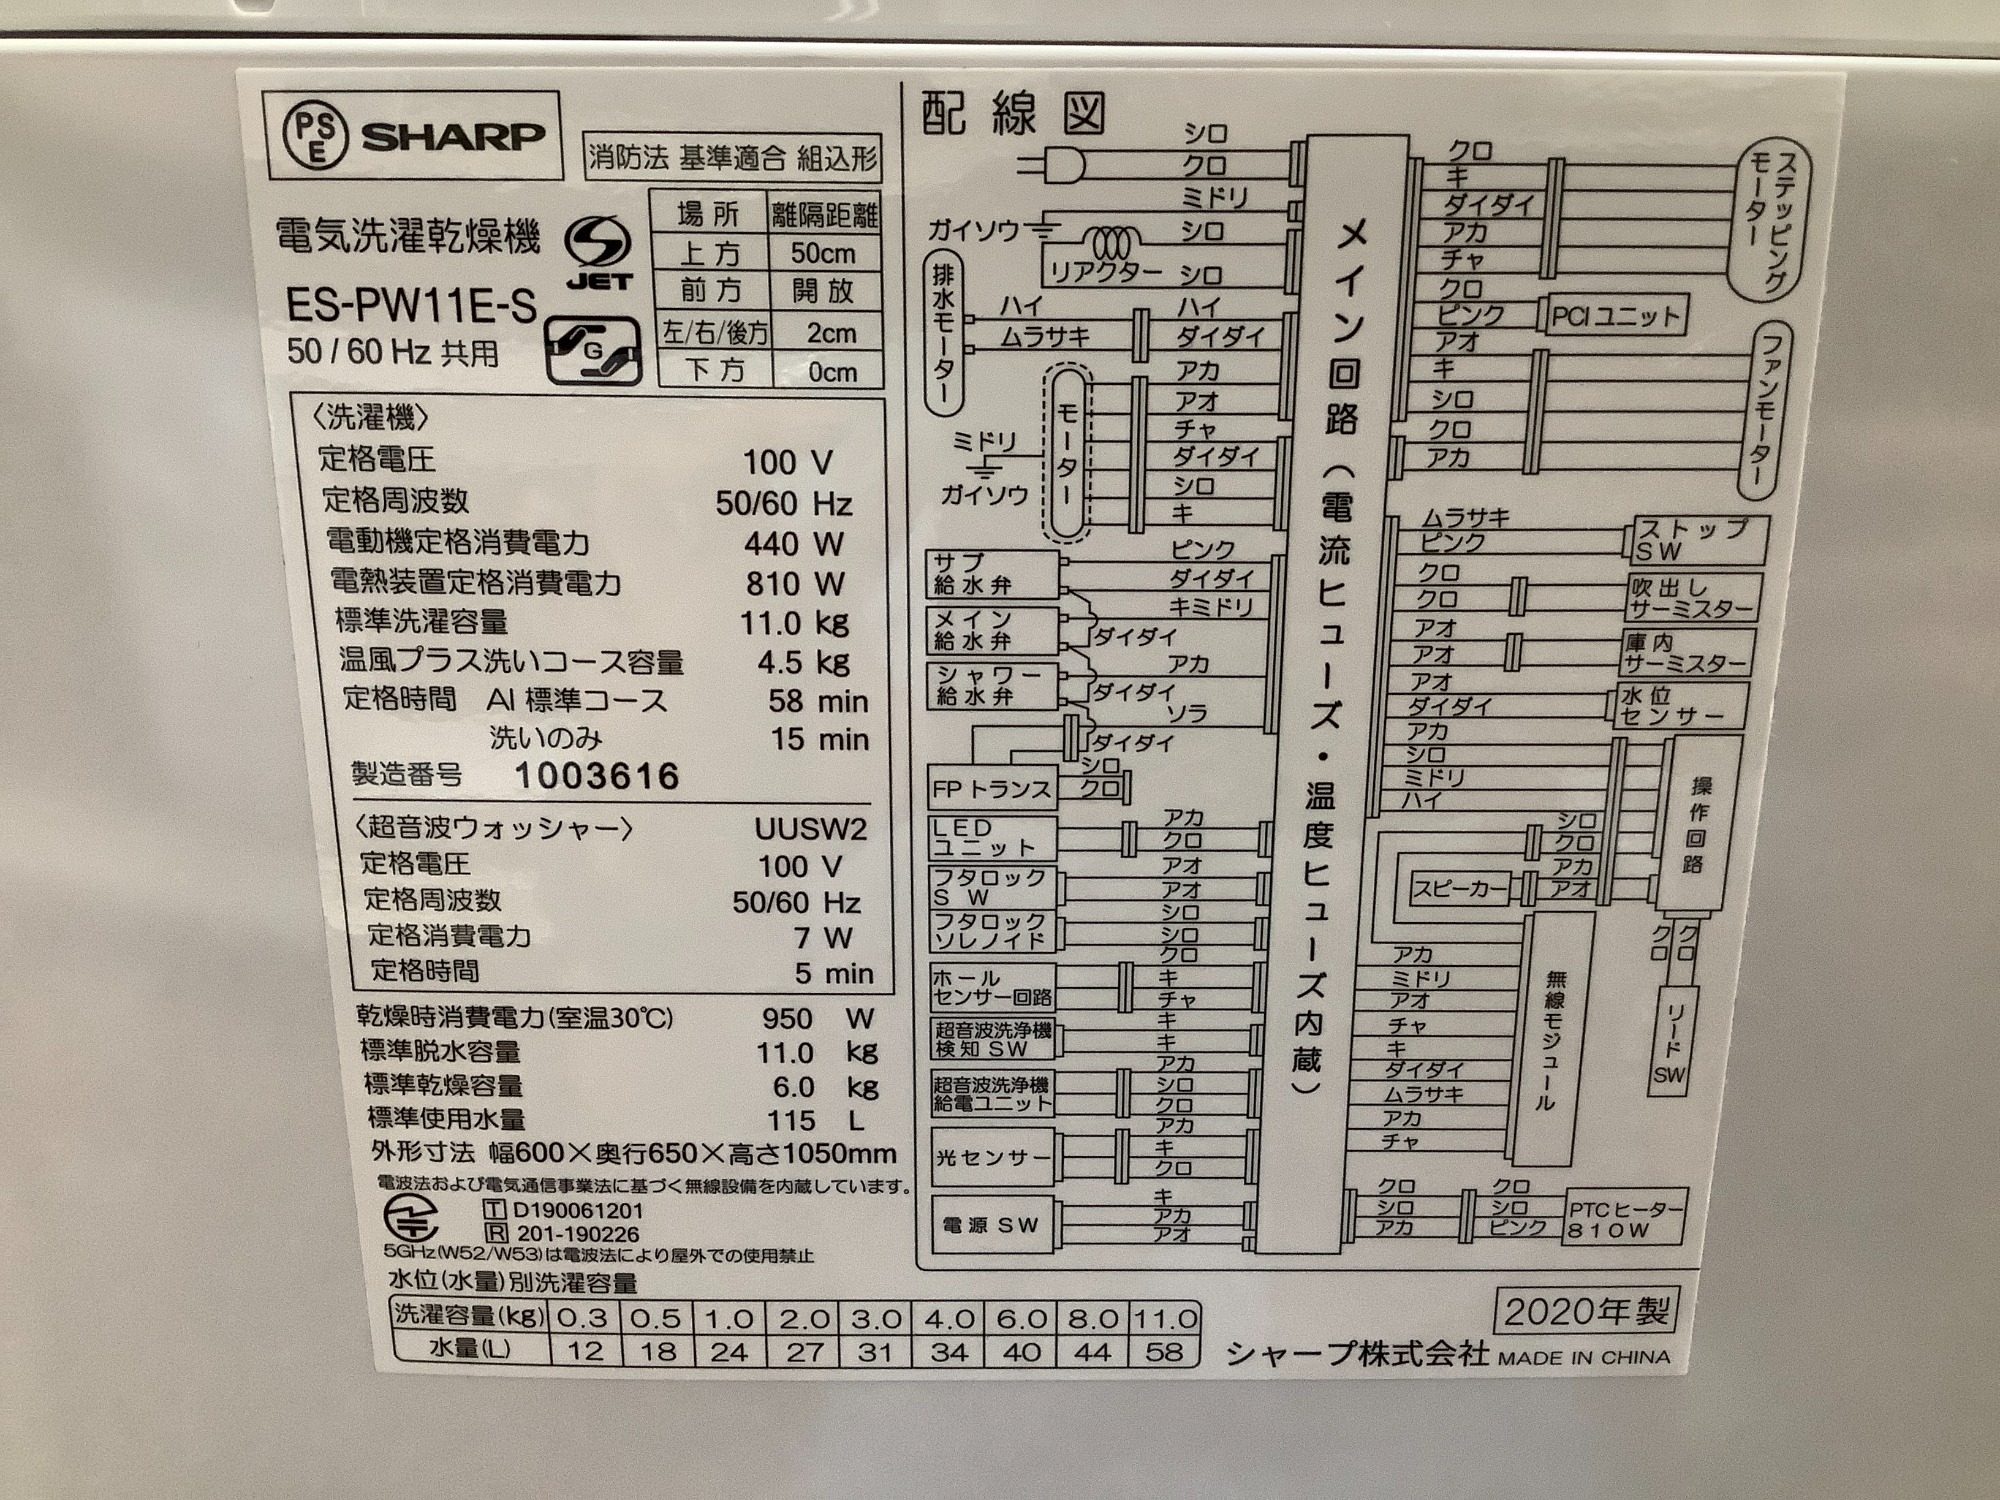 PSE SHARP
消防法 基準適合 組込形
電気洗濯乾燥機
JET
ES-PW11E-S
50 / 60 Hz 共用
G
場所 離隔距離
上方 50cm
前方 開放
左/右/後方 2cm
下方 0cm
〈洗濯機〉
定格電圧 100 V
定格周波数 50/60 Hz
電動機定格消費電力 440 W
電熱装置定格消費電力 810 W
標準洗濯容量 11.0 kg
温風プラス洗いコース容量 4.5 kg
定格時間 AI 標準コース 58 min
洗いのみ 15 min
製造番号 1003616
〈超音波ウォッシャー〉 UUSW2
定格電圧 100 V
定格周波数 50/60 Hz
定格消費電力 7 W
定格時間 5 min
乾燥時消費電力(室温30℃) 950 W
標準脱水容量 11.0 kg
標準乾燥容量 6.0 kg
標準使用水量 115 L
外形寸法 幅600×奥行650×高さ1050mm
電波法および電気通信事業法に基づく無線設備を内蔵しています。
T D190061201
R 201-190226
5GHz(W52/W53)は電波法により屋外での使用禁止
水位(水量)別洗濯容量
洗濯容量(kg) 0.3 0.5 1.0 2.0 3.0 4.0 6.0 8.0 11.0
水量(L) 12 18 24 27 31 34 40 44 58
配線図
シロ
クロ
ミドリ
ガイソウ
シロ
リアクター シロ
排水モーター
ハイ ハイ
ムラサキ ダイダイ
モーター
アカ
アオ
チャ
ミドリ
ダイダイ
ガイソウ
シロ
キ
サブ給水弁
ピンク
ダイダイ
メイン給水弁
キミドリ
ダイダイ
シャワー給水弁
アカ
ダイダイ
ソラ
ダイダイ
FPトランス
シロ
クロ
LEDユニット
アカ
クロ
フタロックSW
アオ
アオ
フタロックソレノイド
シロ
シロ
ホールセンサー回路
クロ
キ
チャ
超音波洗浄機検知SW
キ
キ
超音波洗浄機給電ユニット
アカ
シロ
クロ
光センサー
アカ
キ
クロ
電源SW
キ
アカ
アオ
メイン回路(電流ヒューズ・温度ヒューズ内蔵)
クロ
キ
ダイダイ
アカ
チャ
ステッピングモーター
クロ
ピンク
PCIユニット
アオ
キ
シロ
クロ
アカ
ファンモーター
ムラサキ
ピンク
ストップSW
クロ
クロ
吹出しサーミスター
アオ
アオ
庫内サーミスター
アオ
ダイダイ
水位センサー
アカ
シロ
ミドリ
ハイ
操作回路
シロ
クロ
アカ
アオ
スピーカー
クロ クロ
リードSW
アカ
ミドリ
アオ
チャ
キ
ダイダイ
ムラサキ
アカ
チャ
無線モジュール
クロ クロ
シロ シロ
アカ ピンク
PTCヒーター
810W
2020年製
シャープ株式会社 MADE IN CHINA